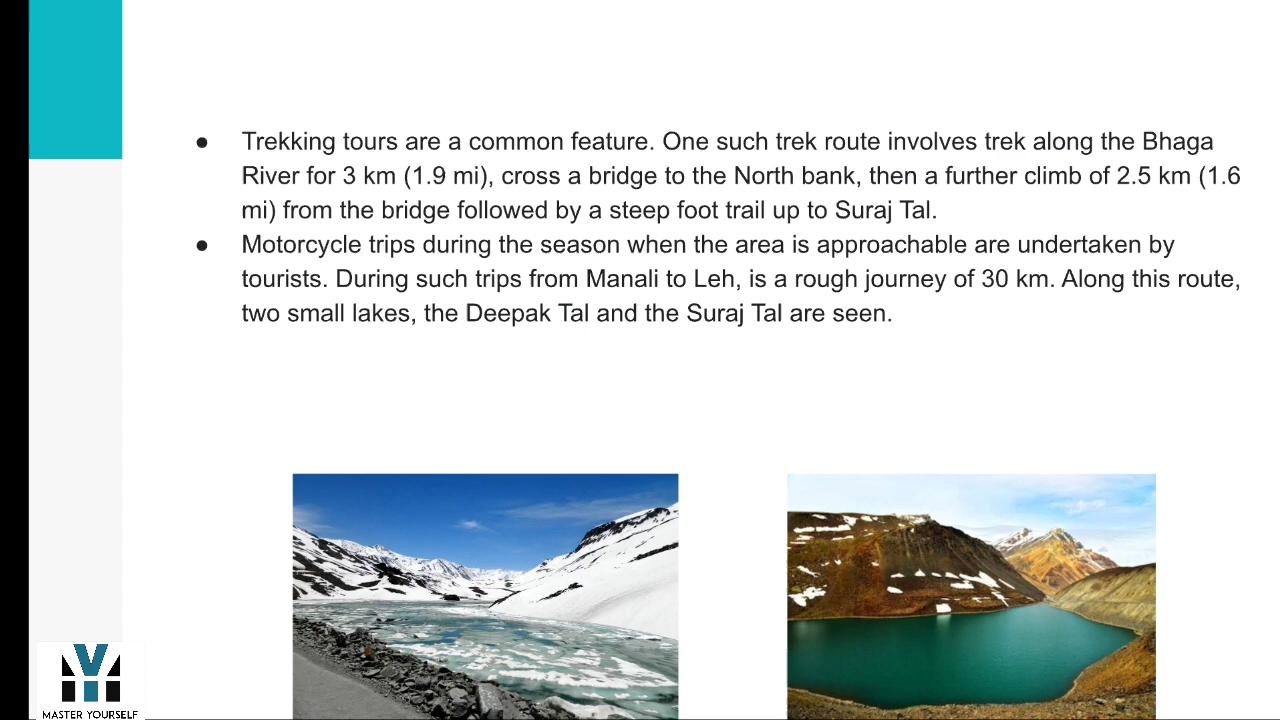 ● Trekking tours are a common feature. One such trek route involves trek along the Bhaga
River for 3 km (1.9 mi), cross a bridge to the North bank, then a further climb of 2.5 km (1.6
mi) from the bridge followed by a steep foot trail up to Suraj Tal.
● Motorcycle trips during the season when the area is approachable are undertaken by
tourists. During such trips from Manali to Leh, is a rough journey of 30 km. Along this route,
two small lakes, the Deepak Tal and the Suraj Tal are seen.
MASTER YOURSELF